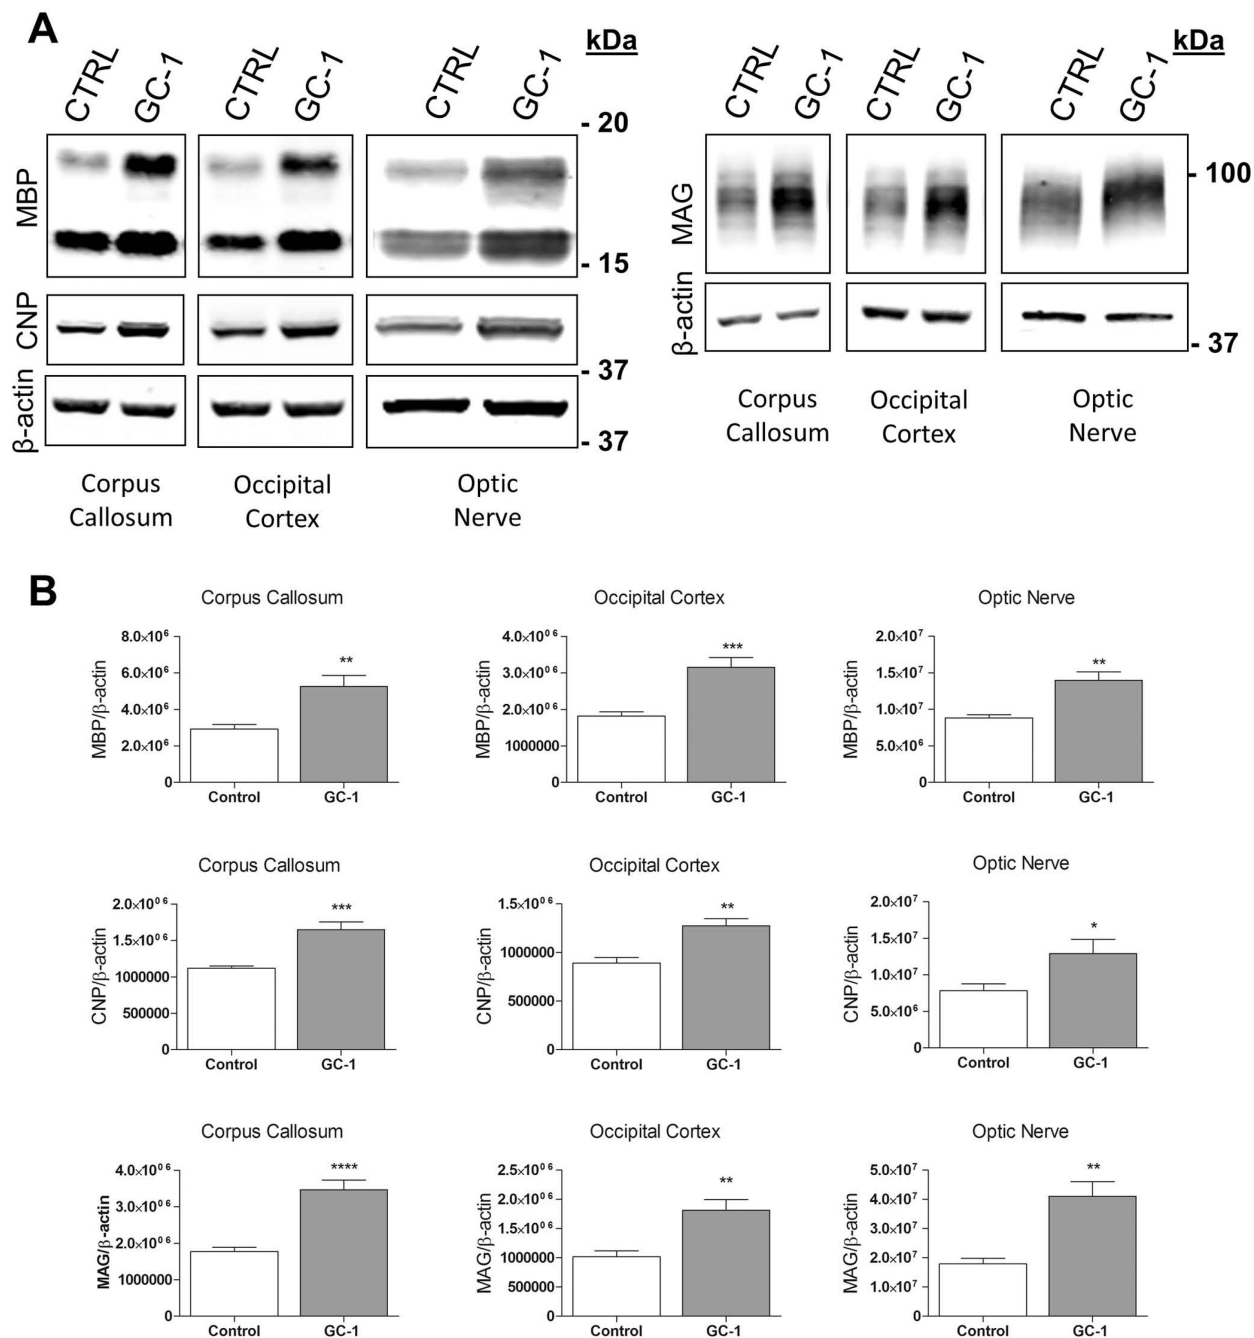 A
CTRL GC-1 CTRL GC-1 CTRL GC-1 kDa
- 20
MBP
- 15
CNP
- 37
β-actin
- 37
Corpus Callosum
Occipital Cortex
Optic Nerve
CTRL GC-1 CTRL GC-1 CTRL GC-1 kDa
- 100
MAG
β-actin
- 37
Corpus Callosum
Occipital Cortex
Optic Nerve
B
Corpus Callosum
MBP/β-actin
8.0×10⁶
6.0×10⁶
4.0×10⁶
2.0×10⁶
0
**
Control GC-1
Occipital Cortex
MBP/β-actin
4.0×10⁰⁶
3.0×10⁰⁶
2.0×10⁰⁶
1000000
0
***
Control GC-1
Optic Nerve
MBP/β-actin
2.0×10⁷
1.5×10⁷
1.0×10⁷
5.0×10⁶
0
**
Control GC-1
Corpus Callosum
CNP/β-actin
2.0×10⁰⁶
1.5×10⁰⁶
1000000
500000
0
***
Control GC-1
Occipital Cortex
CNP/β-actin
1.5×10⁰⁶
1000000
500000
0
**
Control GC-1
Optic Nerve
CNP/β-actin
2.0×10⁷
1.5×10⁷
1.0×10⁷
5.0×10⁶
0
*
Control GC-1
Corpus Callosum
MAG/β-actin
4.0×10⁰⁶
3.0×10⁰⁶
2.0×10⁰⁶
1000000
0
****
Control GC-1
Occipital Cortex
MAG/β-actin
2.5×10⁰⁶
2.0×10⁰⁶
1.5×10⁰⁶
1000000
500000
0
**
Control GC-1
Optic Nerve
MAG/β-actin
5.0×10⁷
4.0×10⁷
3.0×10⁷
2.0×10⁷
1.0×10⁷
0
**
Control GC-1